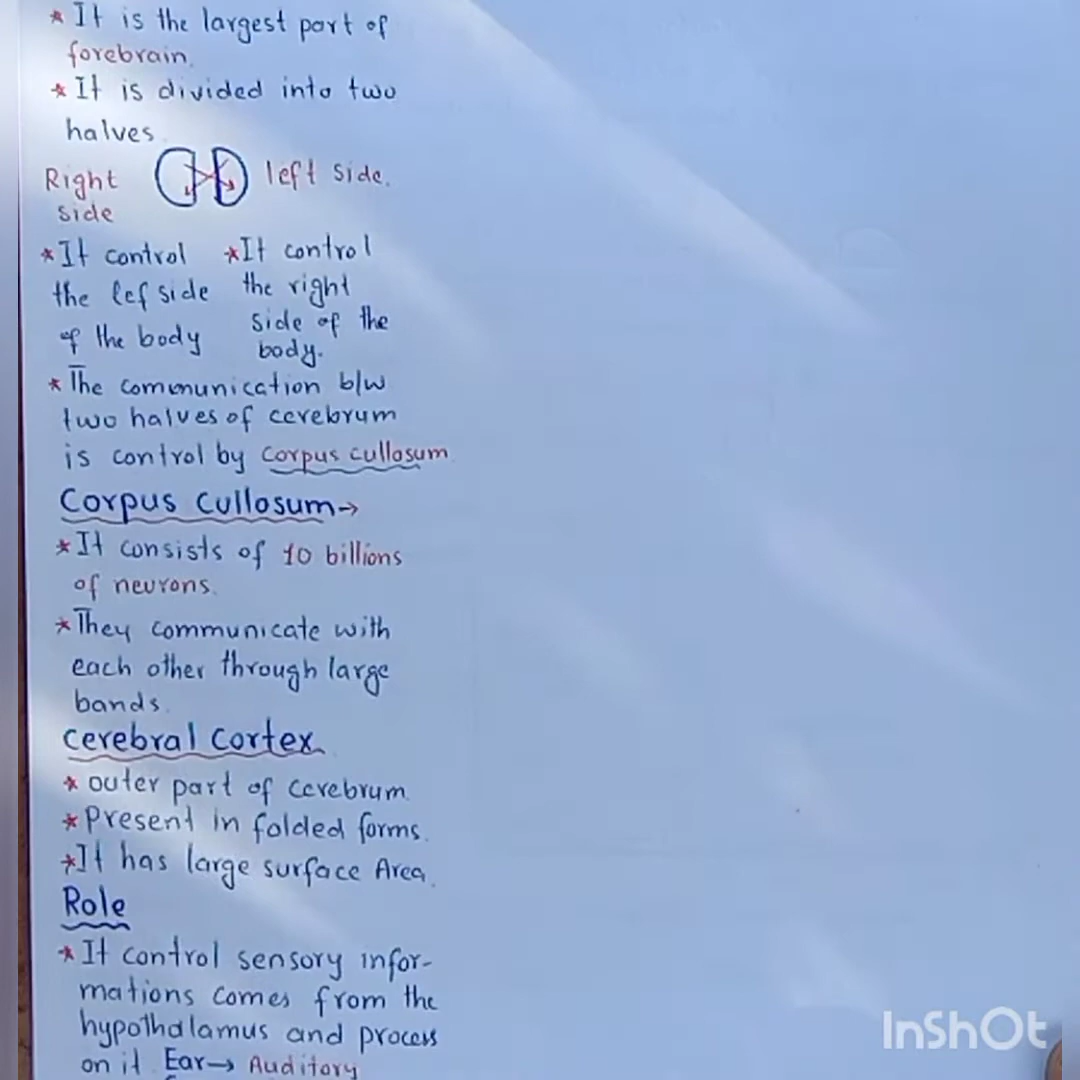 * It is the largest part of
forebrain.
* It is divided into two
halves
Right side
left side.
* It control
the lef side
of the body
* It control
the right
side of the
body.
* The communication b/w
two halves of cerebrum
is control by corpus cullosum
Corpus Cullosum→
* It consists of 10 billions
of neurons.
* They communicate with
each other through large
bands.
Cerebral Cortex
* outer part of cerebrum.
* Present in folded forms.
* It has large surface Area.
Role
* It control sensory infor-
mations comes from the
hypothalamus and process
on it Ear→ Auditory
InShOt